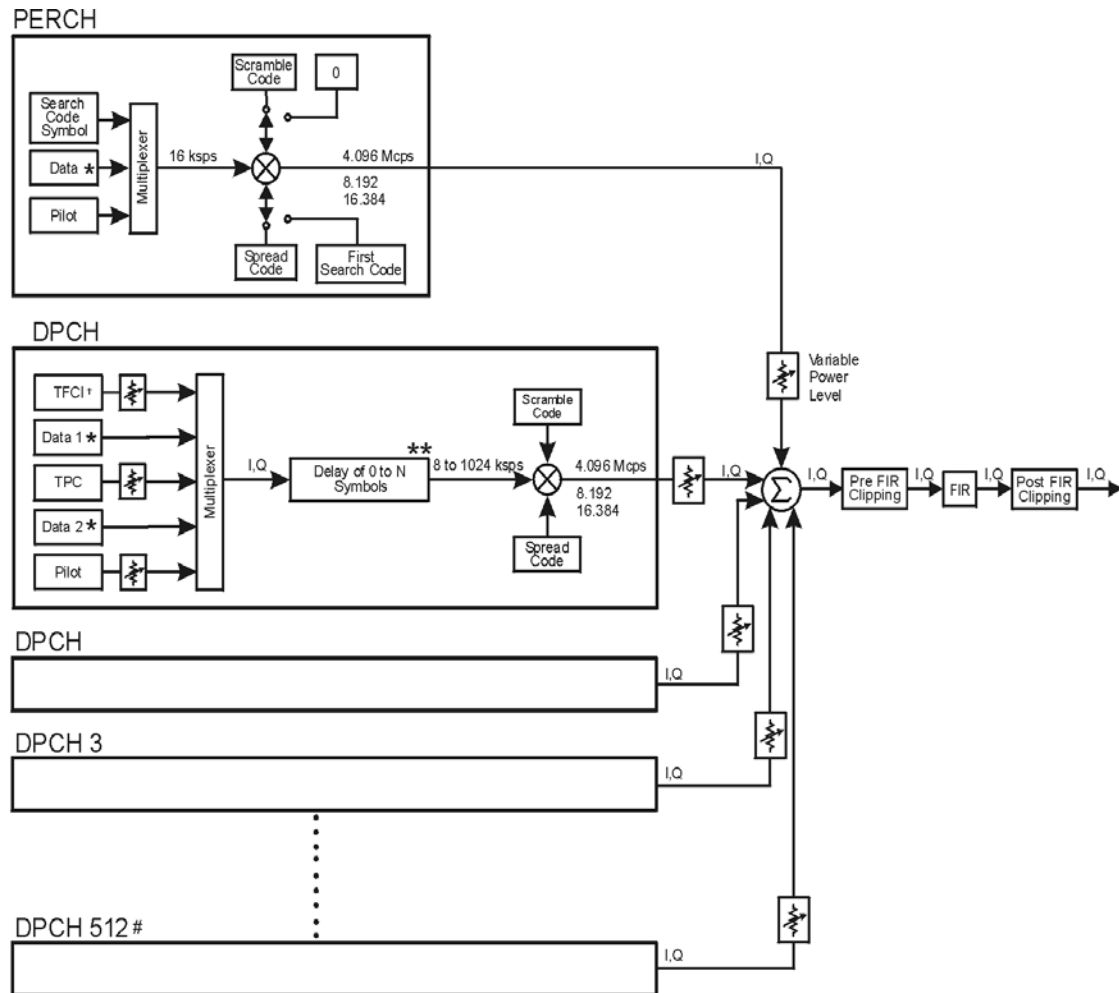 PERCH
Scramble
Code
0
Search
Code
Symbol
Data *
Pilot
Multiplexer
16 ksps
4.096 Mcps
8.192
16.384
I,Q
Spread
Code
First
Search Code
Variable
Power
Level
DPCH
TFCI †
Data 1 *
TPC
Data 2 *
Pilot
Multiplexer
I,Q
Delay of 0 to N
Symbols
**
8 to 1024 ksps
Scramble
Code
4.096 Mcps
8.192
16.384
Spread
Code
I,Q
Σ
I,Q
Pre FIR
Clipping
I,Q
FIR
I,Q
Post FIR
Clipping
I,Q
DPCH
I,Q
DPCH 3
I,Q
DPCH 512 #
I,Q